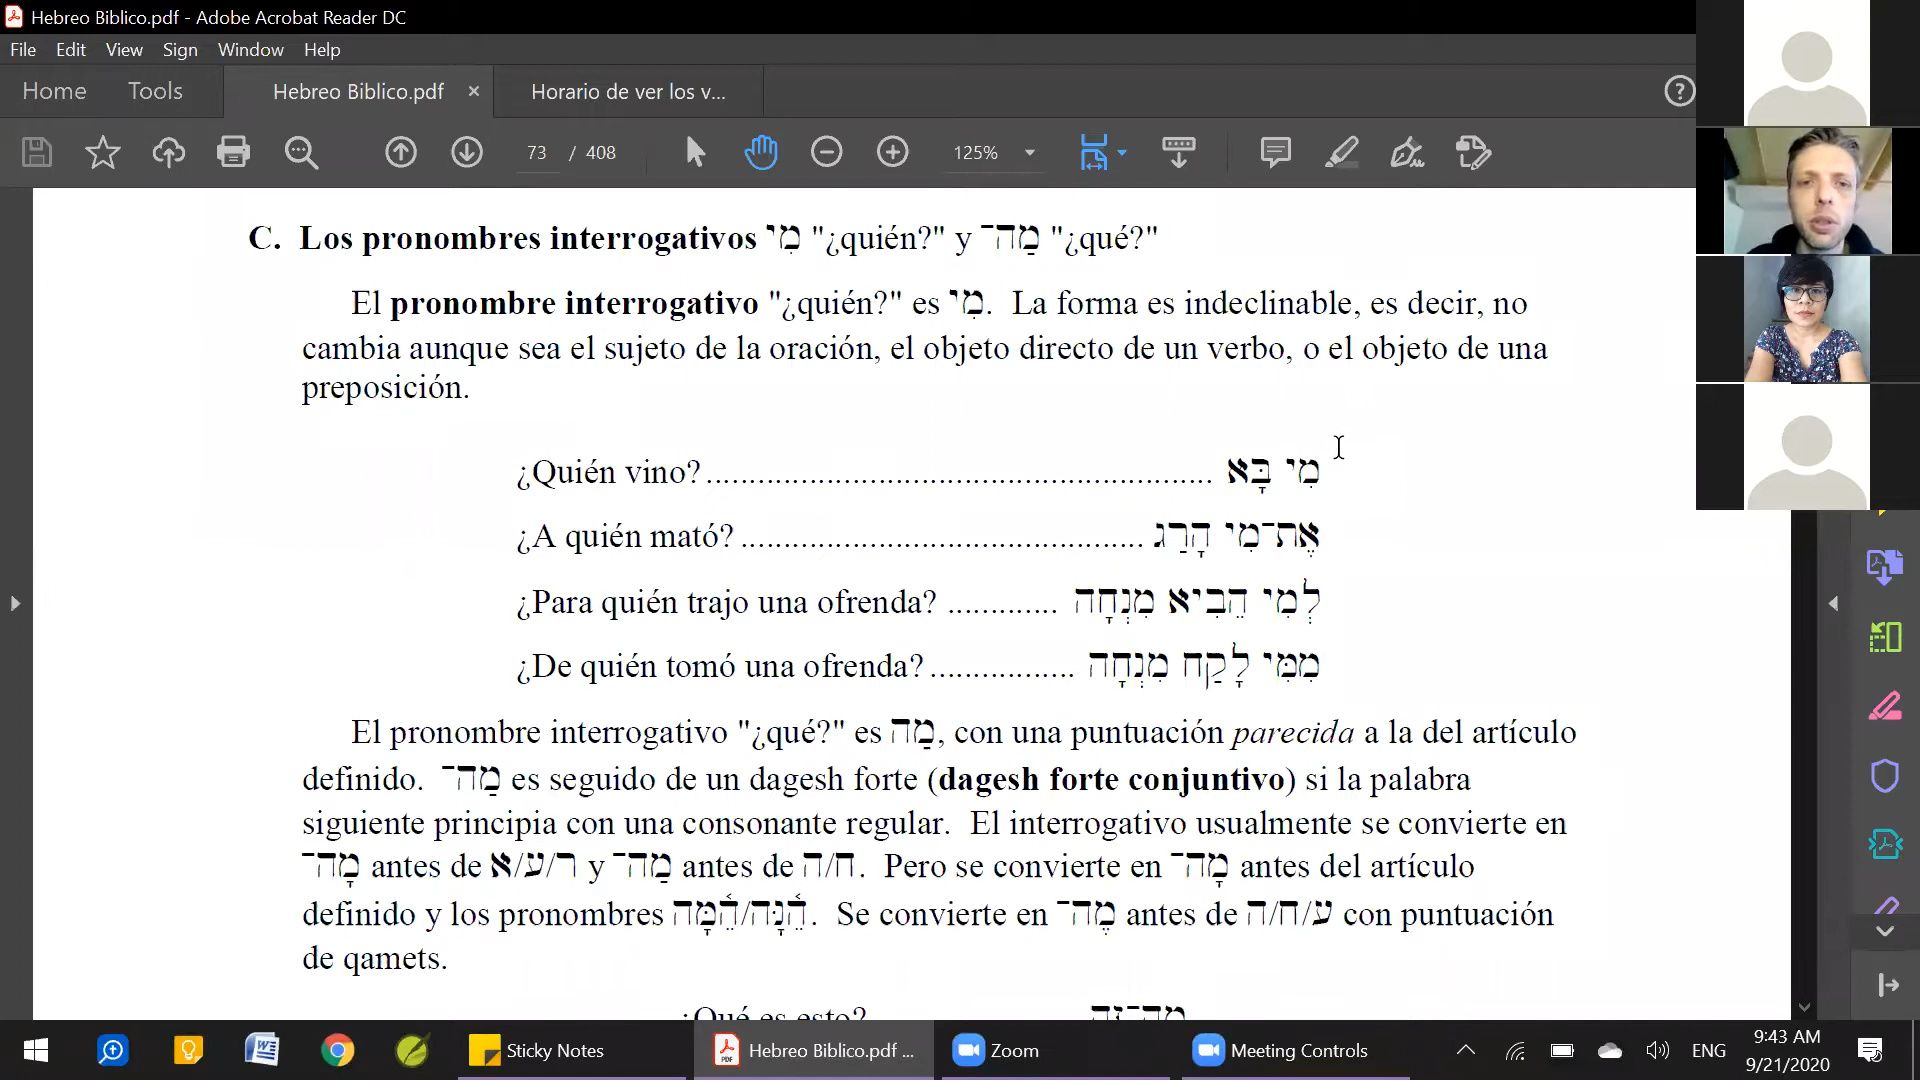 Hebreo Biblico.pdf - Adobe Acrobat Reader DC
File Edit View Sign Window Help
Home Tools Hebreo Biblico.pdf × Horario de ver los v...
73 / 408 125%
C. Los pronombres interrogativos מִי "¿quién?" y מַה־ "¿qué?"
El pronombre interrogativo "¿quién?" es מִי. La forma es indeclinable, es decir, no
cambia aunque sea el sujeto de la oración, el objeto directo de un verbo, o el objeto de una
preposición.
¿Quién vino? ........................................................... מִי בָּא
¿A quién mató? ................................................ אֶת־מִי הָרַג
¿Para quién trajo una ofrenda? ............. לְמִי הֵבִיא מִנְחָה
¿De quién tomó una ofrenda? ................. מִמִּי לָקַח מִנְחָה
El pronombre interrogativo "¿qué?" es מַה, con una puntuación parecida a la del artículo
definido. מַה־ es seguido de un dagesh forte (dagesh forte conjuntivo) si la palabra
siguiente principia con una consonante regular. El interrogativo usualmente se convierte en
מָה־ antes de א/ע/ר y מַה־ antes de ה/ח. Pero se convierte en מָה־ antes del artículo
definido y los pronombres הֵ֫מָּה/הֵ֫נָּה. Se convierte en מֶה־ antes de ה/ח/ע con puntuación
de qamets.
¿Qué es esto? מַה־זֶּה
Sticky Notes Hebreo Biblico.pdf ... Zoom Meeting Controls ENG 9:43 AM
9/21/2020